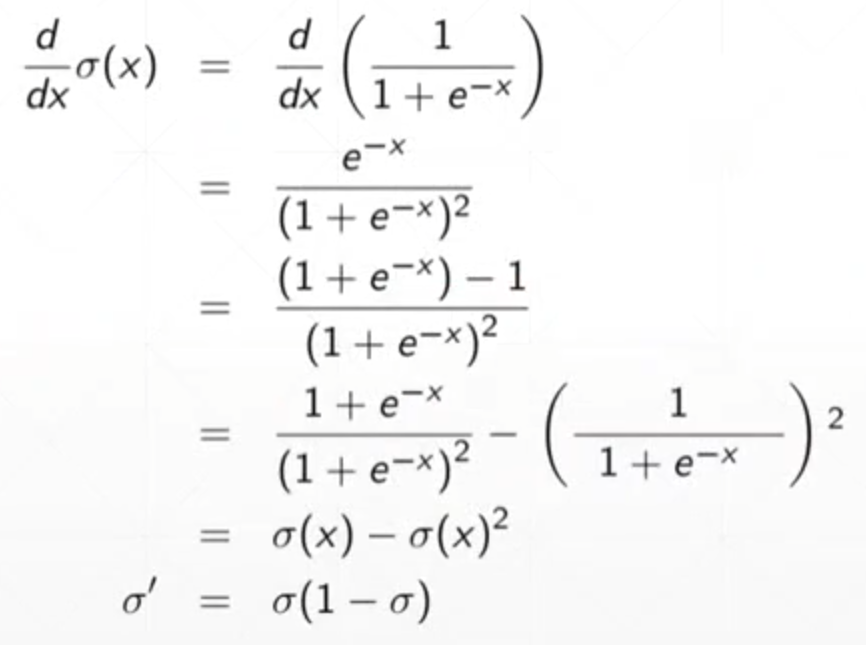 d/dx σ(x) = d/dx (1/(1 + e^{−x}))
= e^{−x}/(1 + e^{−x})²
= ((1 + e^{−x}) − 1)/(1 + e^{−x})²
= (1 + e^{−x})/(1 + e^{−x})² − (1/(1 + e^{−x}))²
= σ(x) − σ(x)²
σ′ = σ(1 − σ)